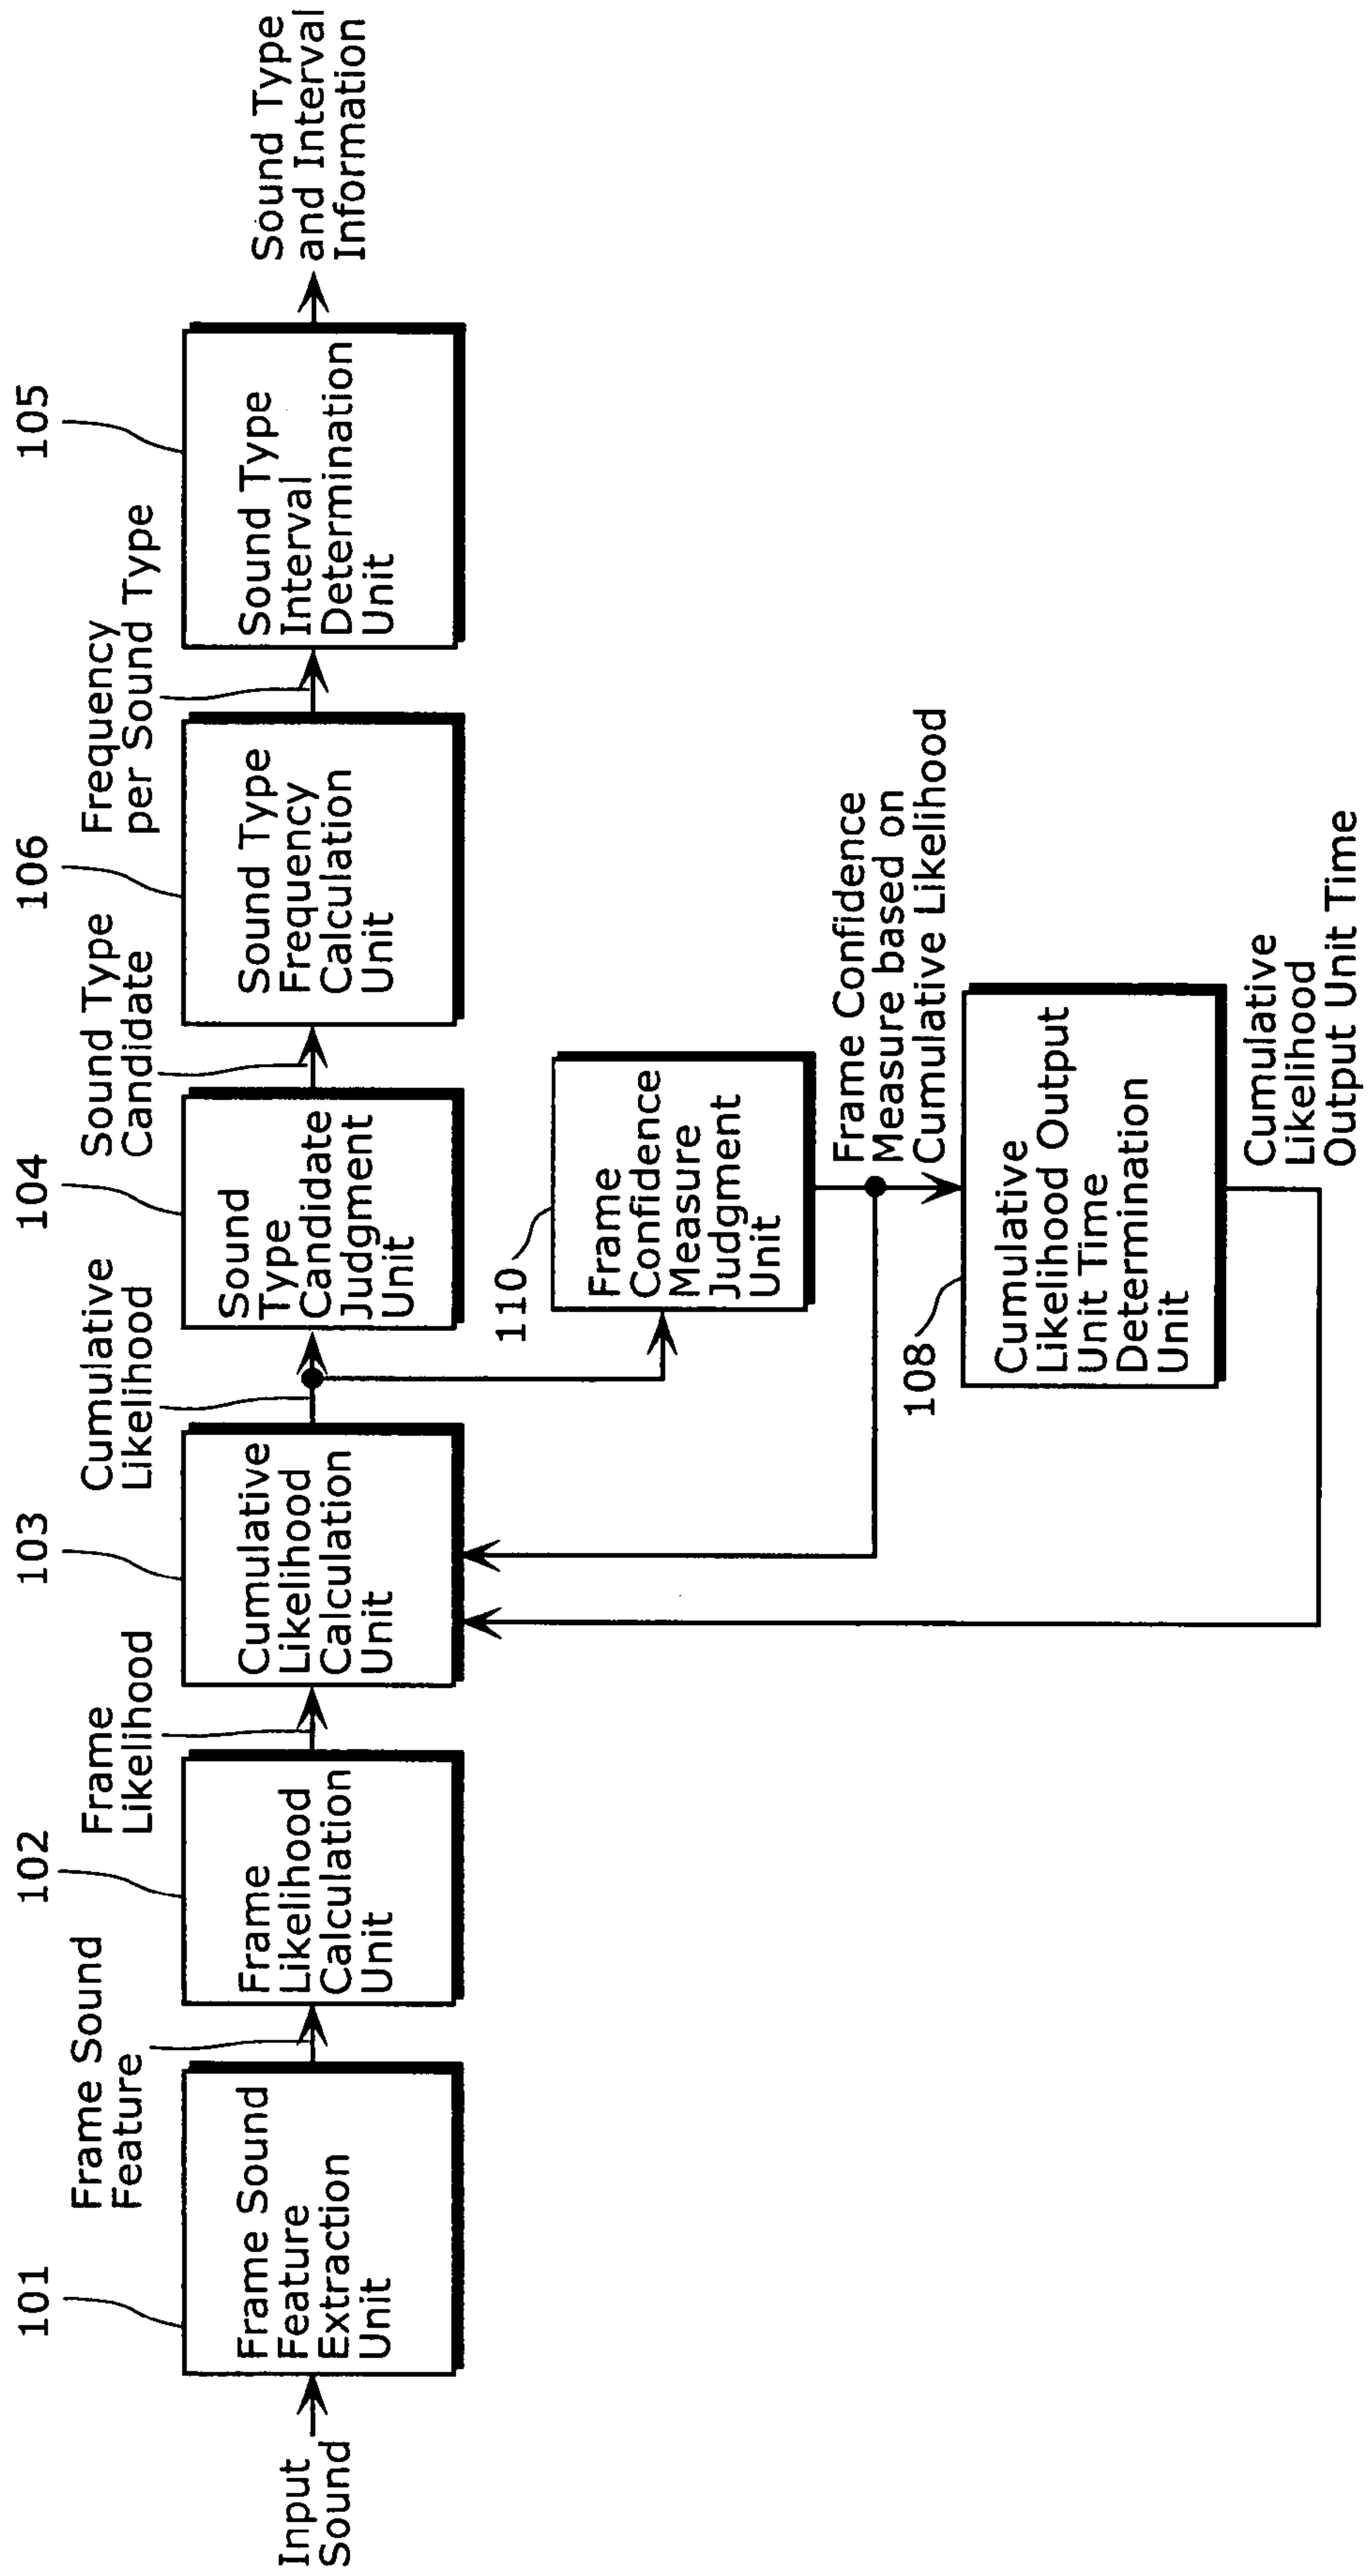 Input
Sound
101
Frame Sound
Feature
Extraction
Unit
Frame Sound
Feature
102
Frame
Likelihood
Calculation
Unit
Frame
Likelihood
103
Cumulative
Likelihood
Calculation
Unit
Cumulative
Likelihood
104
Sound
Type
Candidate
Judgment
Unit
Sound Type
Candidate
106
Sound Type
Frequency
Calculation
Unit
Frequency
per Sound Type
105
Sound Type
Interval
Determination
Unit
Sound Type
and Interval
Information
110
Frame
Confidence
Measure
Judgment
Unit
Frame Confidence
Measure based on
Cumulative Likelihood
108
Cumulative
Likelihood Output
Unit Time
Determination
Unit
Cumulative
Likelihood
Output Unit Time